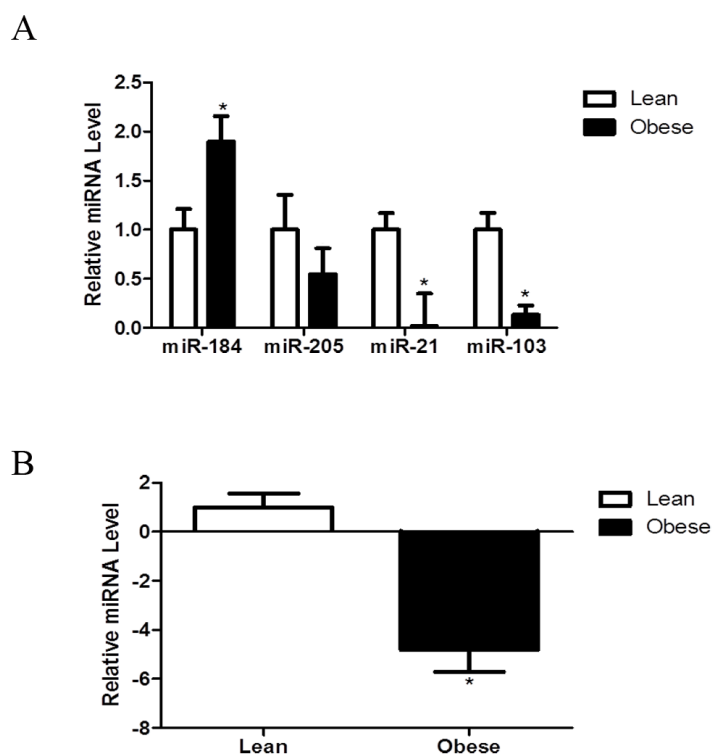 A
Relative miRNA Level
2.5
2.0
1.5
1.0
0.5
0.0
*
*
*
miR-184 miR-205 miR-21 miR-103
Lean
Obese
B
Relative miRNA Level
2
0
-2
-4
-6
-8
*
Lean Obese
Lean
Obese